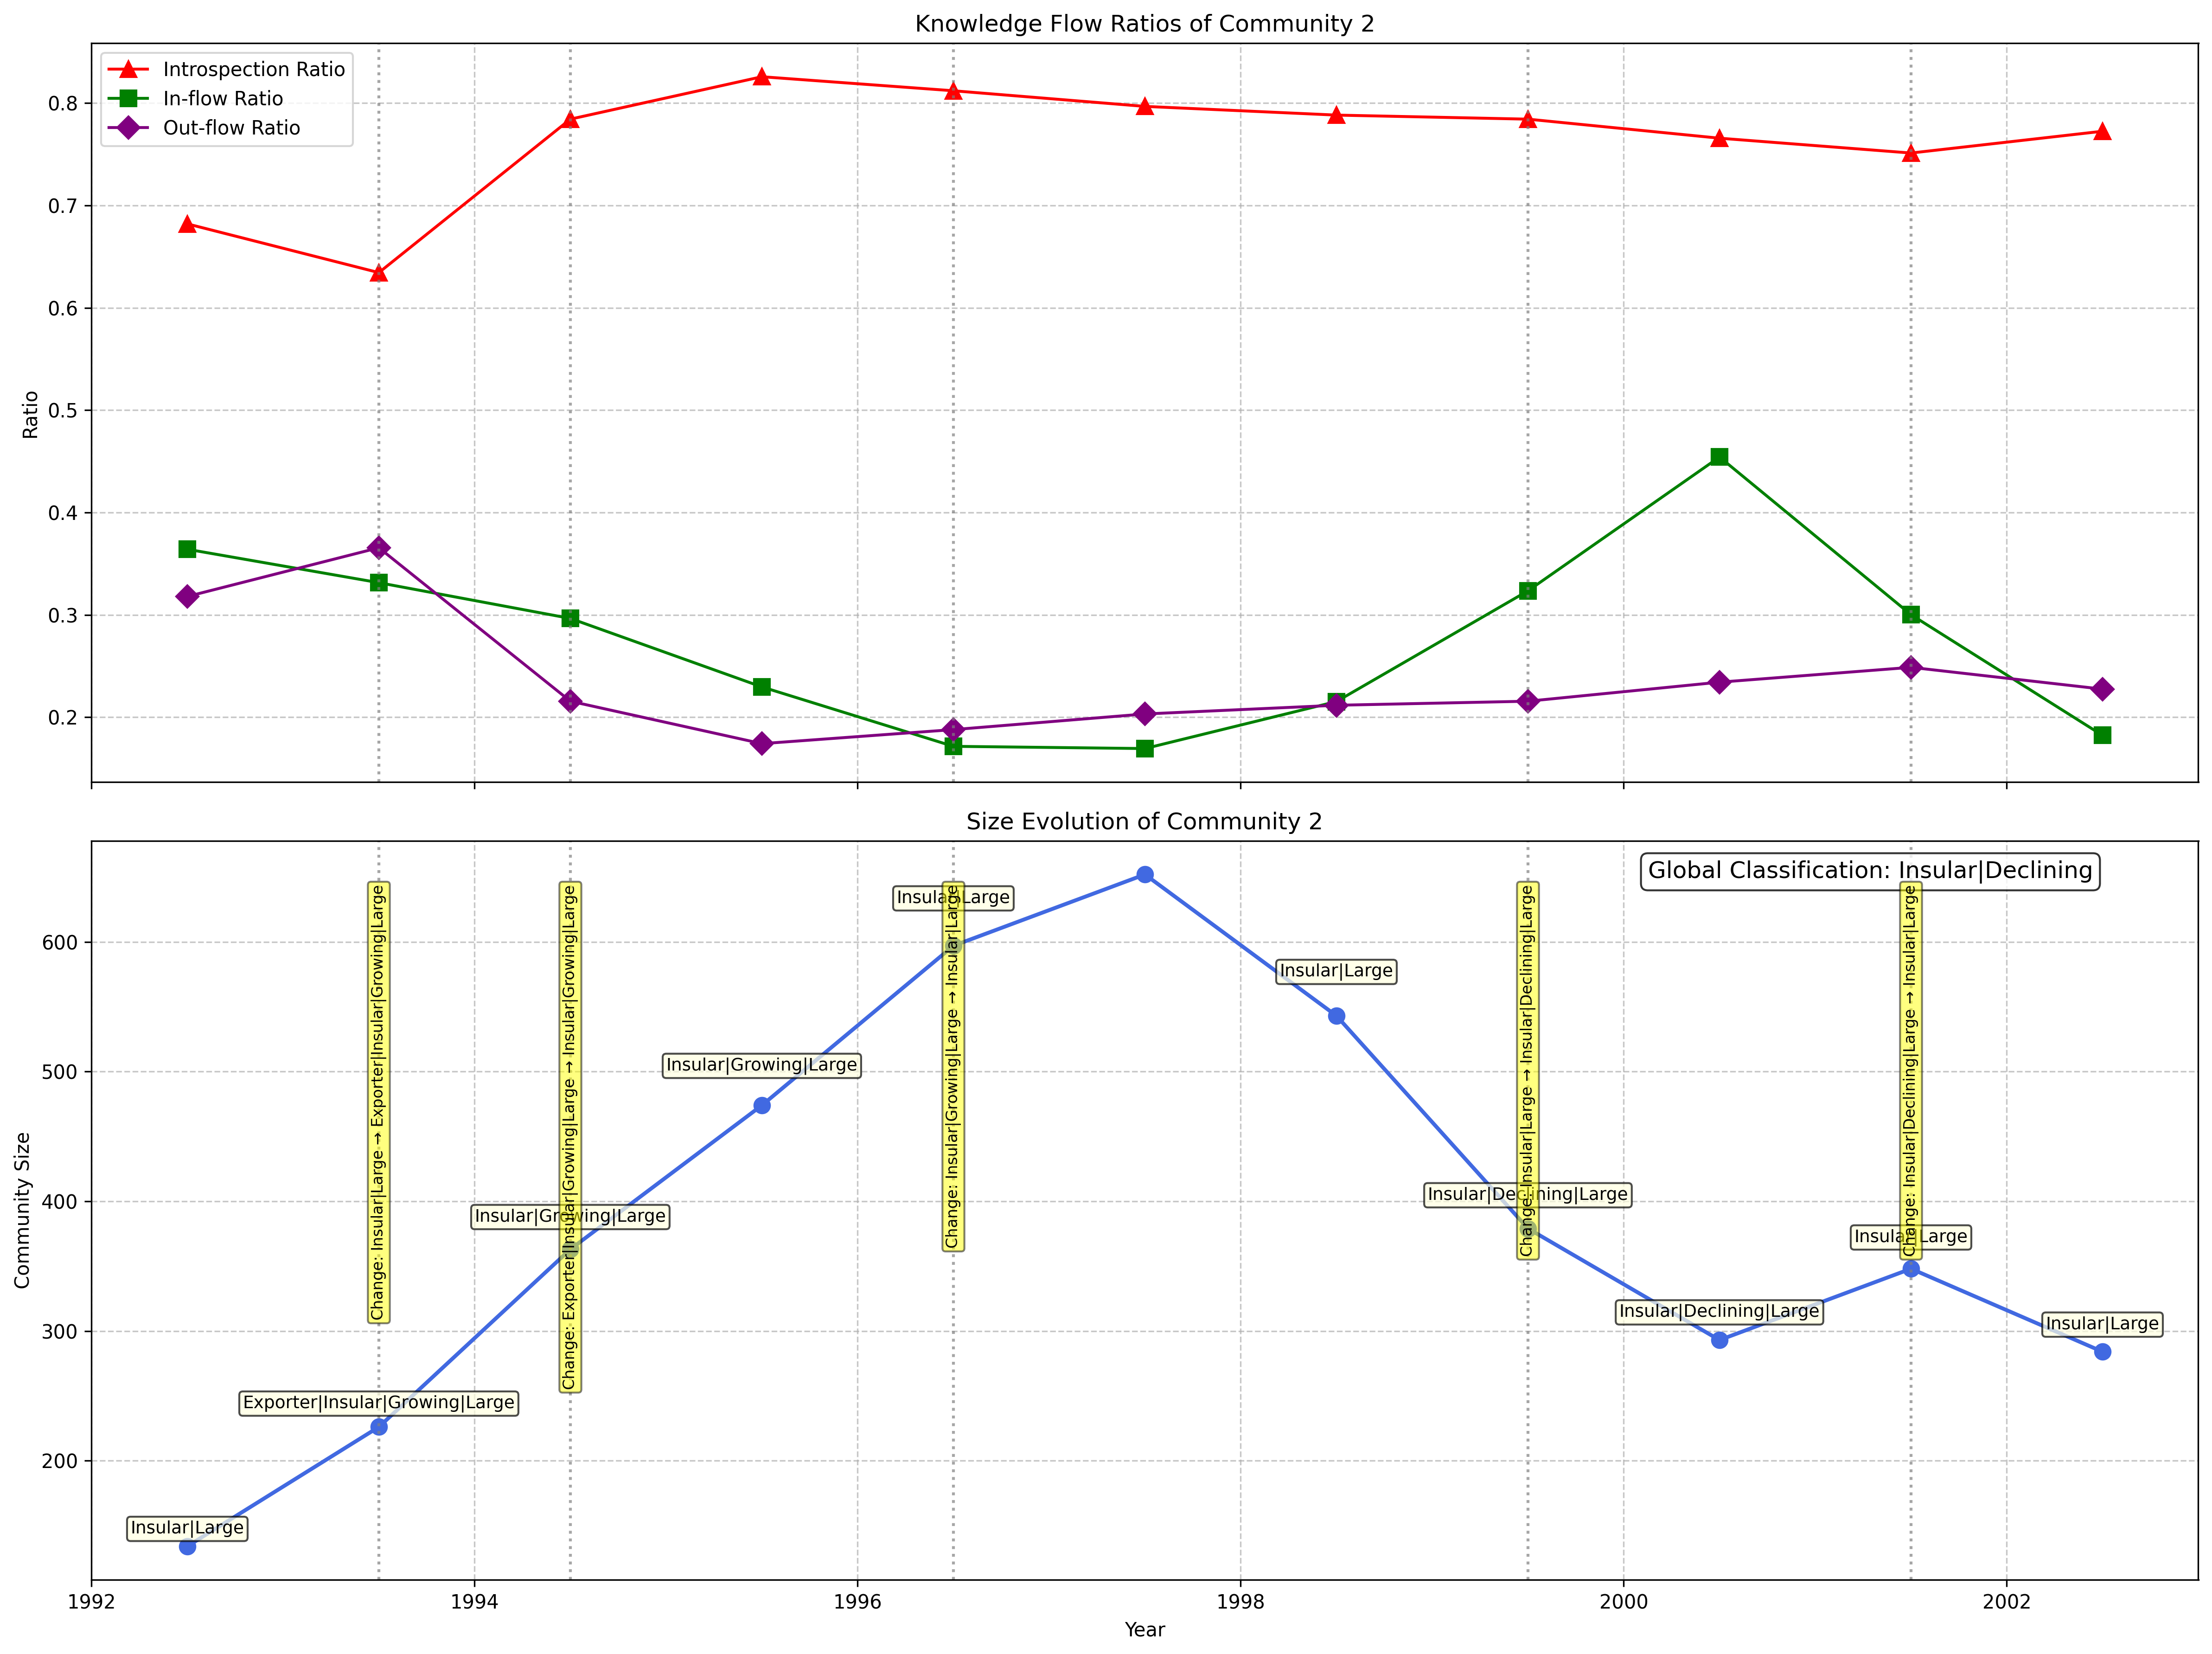 Knowledge Flow Ratios of Community 2
Introspection Ratio
In-flow Ratio
Out-flow Ratio
Ratio
0.8
0.7
0.6
0.5
0.4
0.3
0.2
Size Evolution of Community 2
Global Classification: Insular|Declining
Community Size
600
500
400
300
200
Insular|Large
Exporter|Insular|Growing|Large
Insular|Growing|Large
Insular|Growing|Large
Insular|Large
Insular|Large
Insular|Declining|Large
Insular|Declining|Large
Insular|Large
Insular|Large
Change: Insular|Large → Exporter|Insular|Growing|Large
Change: Exporter|Insular|Growing|Large → Insular|Growing|Large
Change: Insular|Growing|Large → Insular|Large
Change: Insular|Large → Insular|Declining|Large
Change: Insular|Declining|Large → Insular|Large
1992
1994
1996
1998
2000
2002
Year